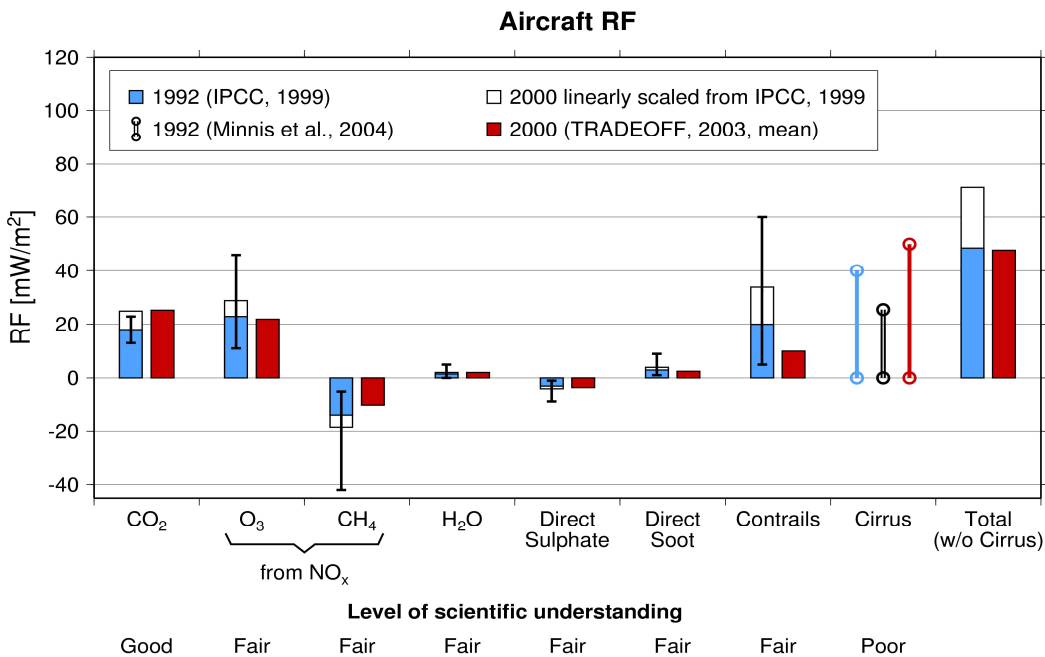 Aircraft RF
120
100
80
60
40
20
0
-20
-40
RF [mW/m²]
1992 (IPCC, 1999)
2000 linearly scaled from IPCC, 1999
1992 (Minnis et al., 2004)
2000 (TRADEOFF, 2003, mean)
CO₂ O₃ CH₄ H₂O Direct Sulphate Direct Soot Contrails Cirrus Total (w/o Cirrus)
from NOₓ
Level of scientific understanding
Good Fair Fair Fair Fair Fair Fair Poor